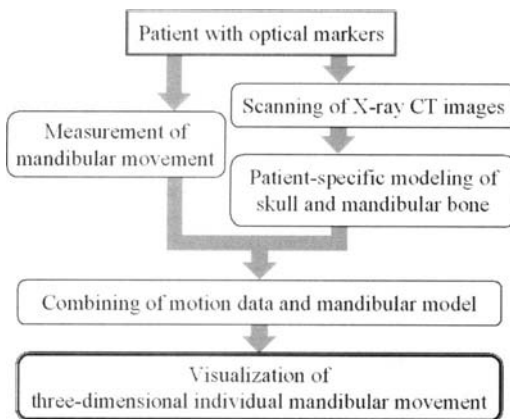 Patient with optical markers
Scanning of X-ray CT images
Measurement of
mandibular movement
Patient-specific modeling of
skull and mandibular bone
Combining of motion data and mandibular model
Visualization of
three-dimensional individual mandibular movement